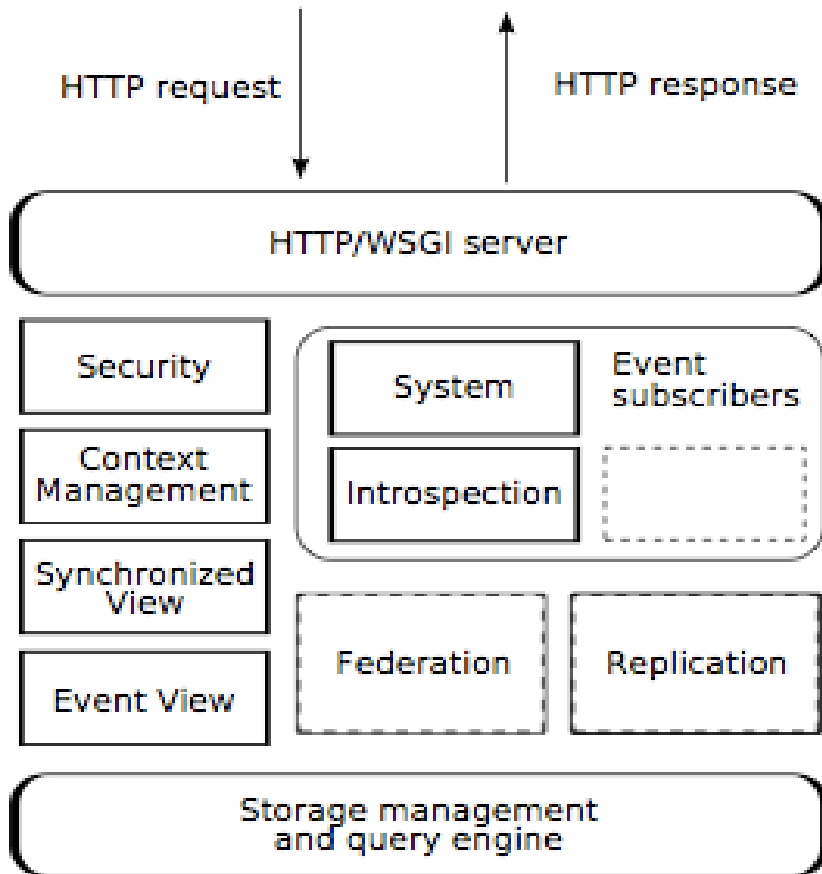 HTTP request
HTTP response
HTTP/WSGI server
Security
Context
Management
Synchronized
View
Event View
System
Introspection
Event
subscribers
Federation
Replication
Storage management
and query engine